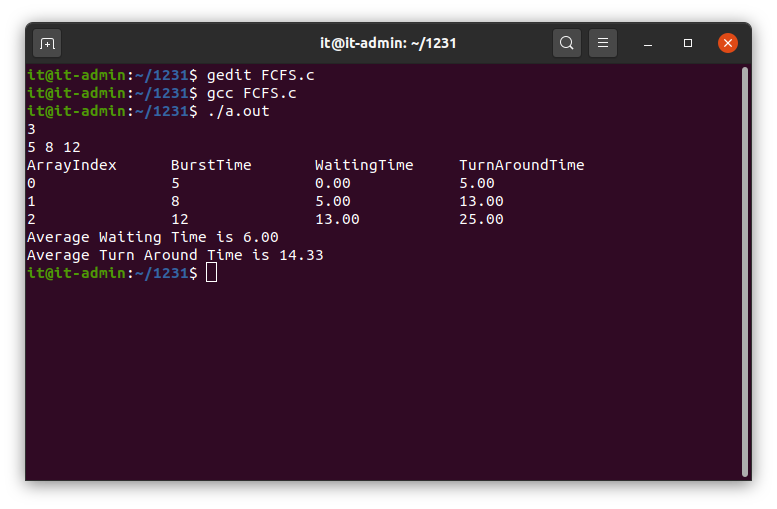 it@it-admin: ~/1231
it@it-admin:~/1231$ gedit FCFS.c
it@it-admin:~/1231$ gcc FCFS.c
it@it-admin:~/1231$ ./a.out
3
5 8 12
ArrayIndex BurstTime WaitingTime TurnAroundTime
0 5 0.00 5.00
1 8 5.00 13.00
2 12 13.00 25.00
Average Waiting Time is 6.00
Average Turn Around Time is 14.33
it@it-admin:~/1231$